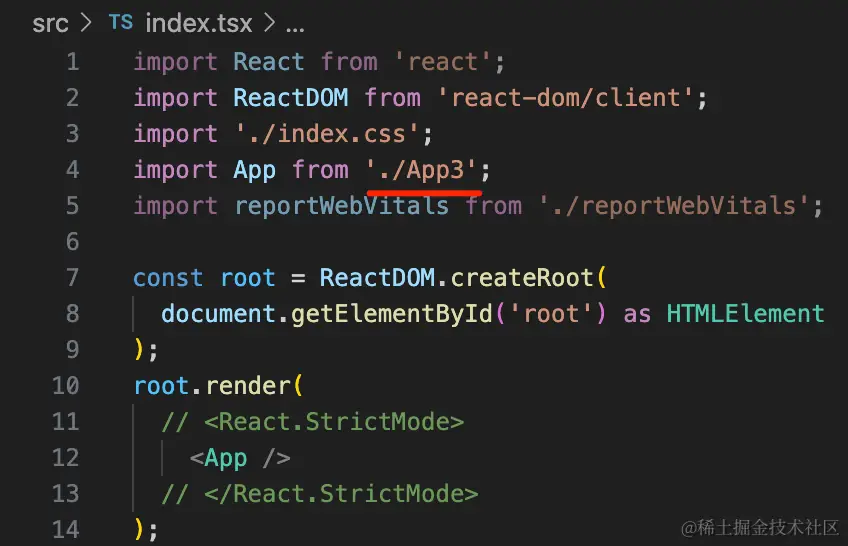 src > TS index.tsx > ...
1 import React from 'react';
2 import ReactDOM from 'react-dom/client';
3 import './index.css';
4 import App from './App3';
5 import reportWebVitals from './reportWebVitals';
6
7 const root = ReactDOM.createRoot(
8   document.getElementById('root') as HTMLElement
9 );
10 root.render(
11   // <React.StrictMode>
12     <App />
13   // </React.StrictMode>
14 );
@稀土掘金技术社区